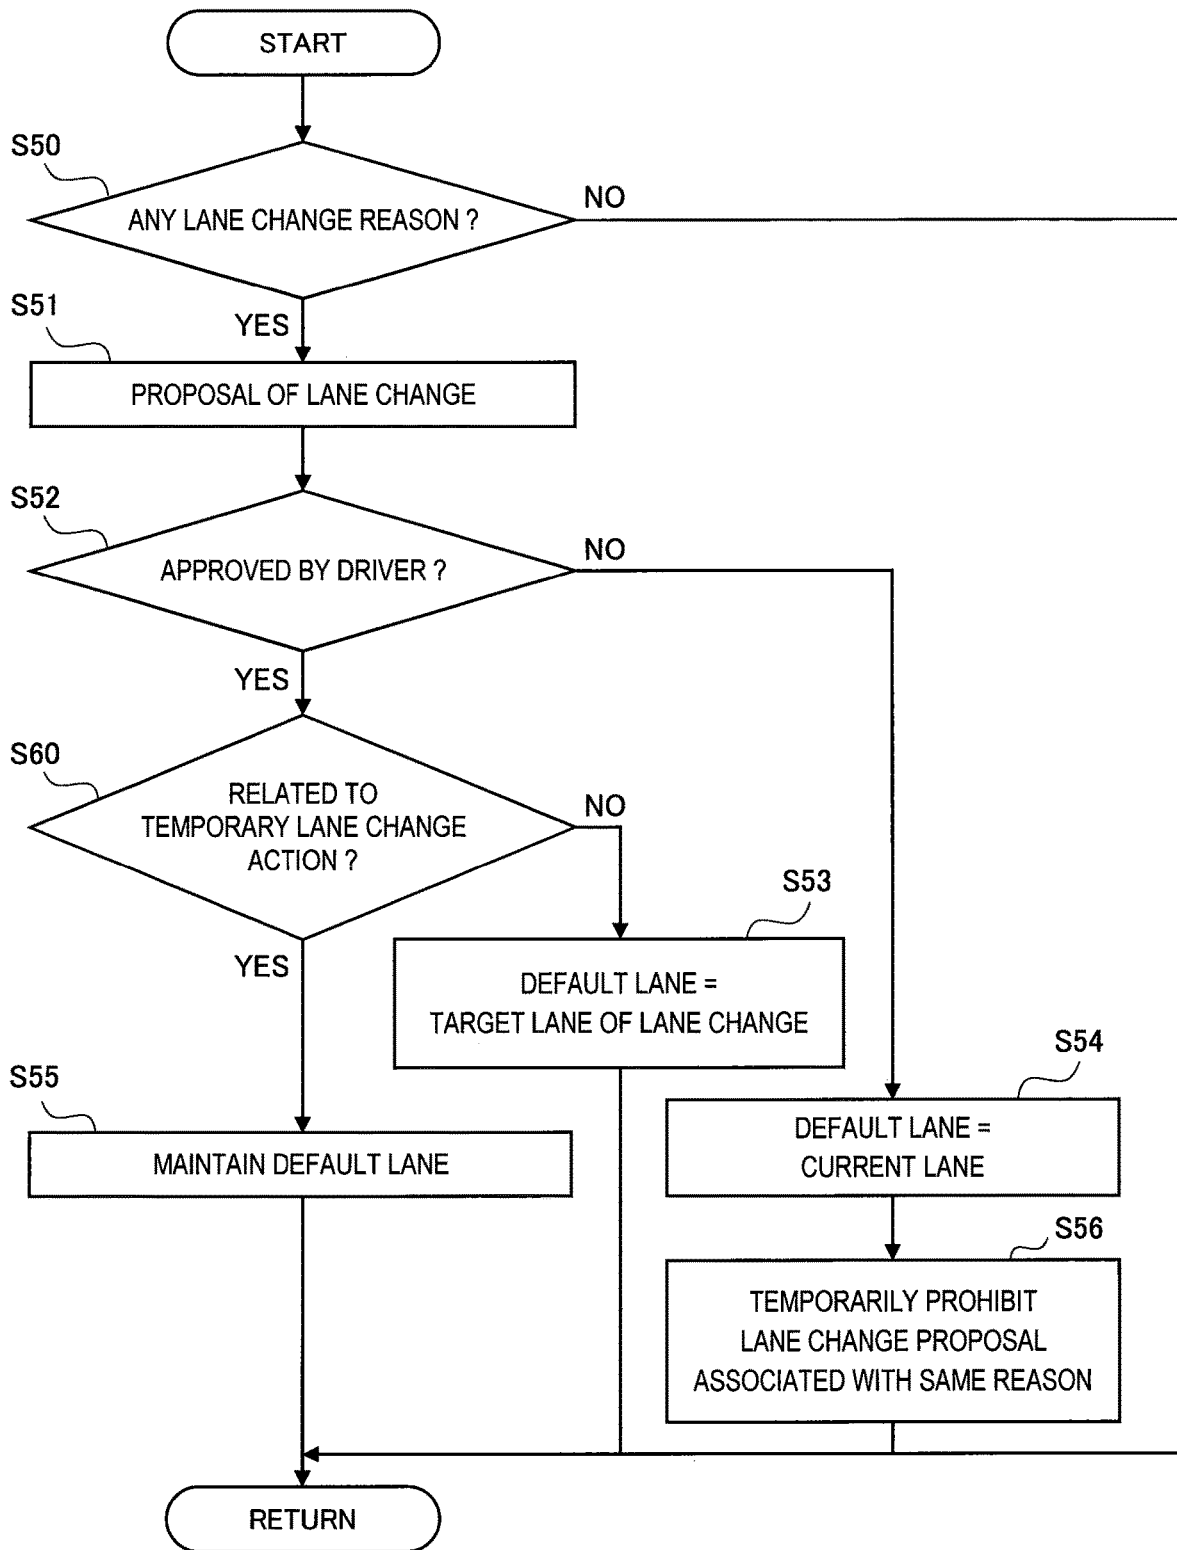 START
S50
ANY LANE CHANGE REASON ?
NO
YES
S51
PROPOSAL OF LANE CHANGE
S52
APPROVED BY DRIVER ?
NO
YES
S60
RELATED TO
TEMPORARY LANE CHANGE
ACTION ?
NO
YES
S53
DEFAULT LANE =
TARGET LANE OF LANE CHANGE
S54
DEFAULT LANE =
CURRENT LANE
S55
MAINTAIN DEFAULT LANE
S56
TEMPORARILY PROHIBIT
LANE CHANGE PROPOSAL
ASSOCIATED WITH SAME REASON
RETURN